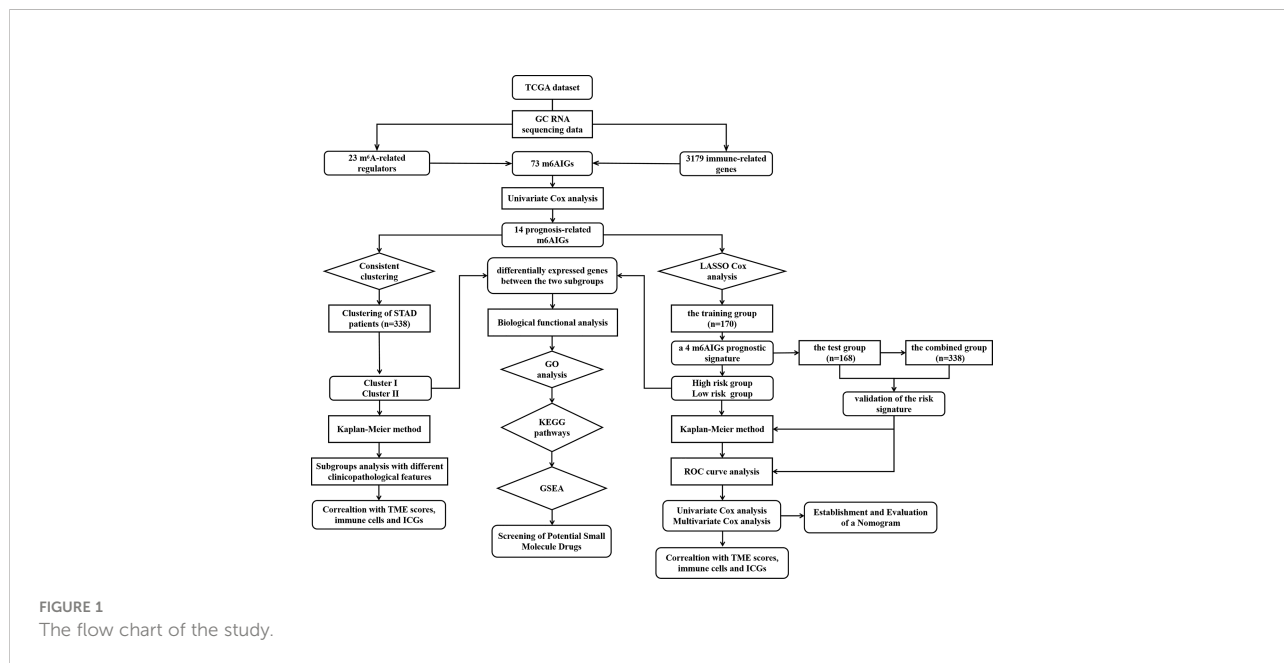 TCGA dataset
GC RNA
sequencing data
23 m⁶A-related
regulators
73 m6AIGs
3179 immune-related
genes
Univariate Cox analysis
14 prognosis-related
m6AIGs
Consistent
clustering
differentially expressed genes
between the two subgroups
LASSO Cox
analysis
Clustering of STAD
patients (n=338)
Biological functional analysis
the training group
(n=170)
a 4 m6AIGs prognostic
signature
the test group
(n=168)
the combined group
(n=338)
GO
analysis
Cluster I
Cluster II
High risk group
Low risk group
validation of the risk
signature
Kaplan-Meier method
KEGG
pathways
Kaplan-Meier method
Subgroups analysis with different
clinicopathological features
ROC curve analysis
GSEA
Correaltion with TME scores,
immune cells and ICGs
Univariate Cox analysis
Multivariate Cox analysis
Establishment and Evaluation
of a Nomogram
Screening of Potential Small
Molecule Drugs
Correaltion with TME scores,
immune cells and ICGs
FIGURE 1
The flow chart of the study.